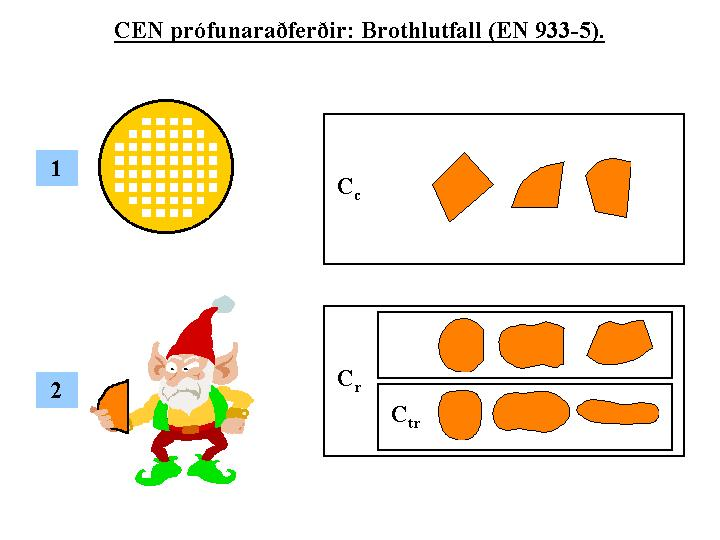 CEN prófunaraðferðir: Brothlutfall (EN 933-5).
1
Cc
2
Cr
Ctr